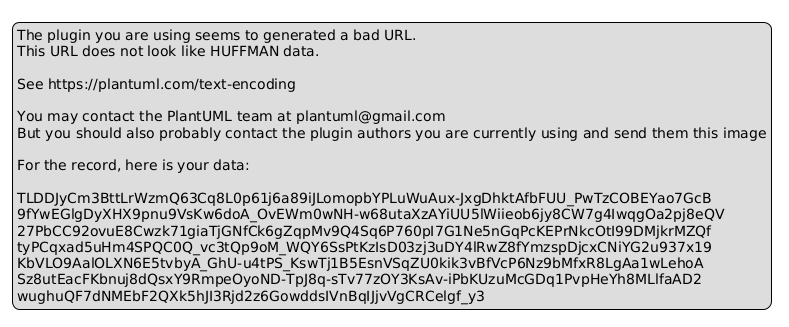 The plugin you are using seems to generated a bad URL.
This URL does not look like HUFFMAN data.
See https://plantuml.com/text-encoding
You may contact the PlantUML team at plantuml@gmail.com
But you should also probably contact the plugin authors you are currently using and send them this image
For the record, here is your data:
TLDDJyCm3BttLrWzmQ63Cq8L0p61j6a89iJLomopbYPLuWuAux-JxgDhktAfbFUU_PwTzCOBEYao7GcB
9fYwEGlgDyXHX9pnu9VsKw6doA_OvEWm0wNH-w68utaXzAYiUU5lWiieob6jy8CW7g4IwqgOa2pj8eQV
27PbCC92ovuE8Cwzk71giaTjGNfCk6gZqpMv9Q4Sq6P760pI7G1Ne5nGqPcKEPrNkcOtI99DMjkrMZQf
tyPCqxad5uHm4SPQC0Q_vc3tQp9oM_WQY6SsPtKzlsD03zj3uDY4lRwZ8fYmzspDjcxCNiYG2u937x19
KbVLO9AalOLXN6E5tvbyA_GhU-u4tPS_KswTj1B5EsnVSqZU0kik3vBfVcP6Nz9bMfxR8LgAa1wLehoA
Sz8utEacFKbnuj8dQsxY9RmpeOyoND-TpJ8q-sTv77zOY3KsAv-iPbKUzuMcGDq1PvpHeYh8MLlfaAD2
wughuQF7dNMEbF2QXk5hJI3Rjd2z6GowddsIVnBqIJjvVgCRCelgf_y3